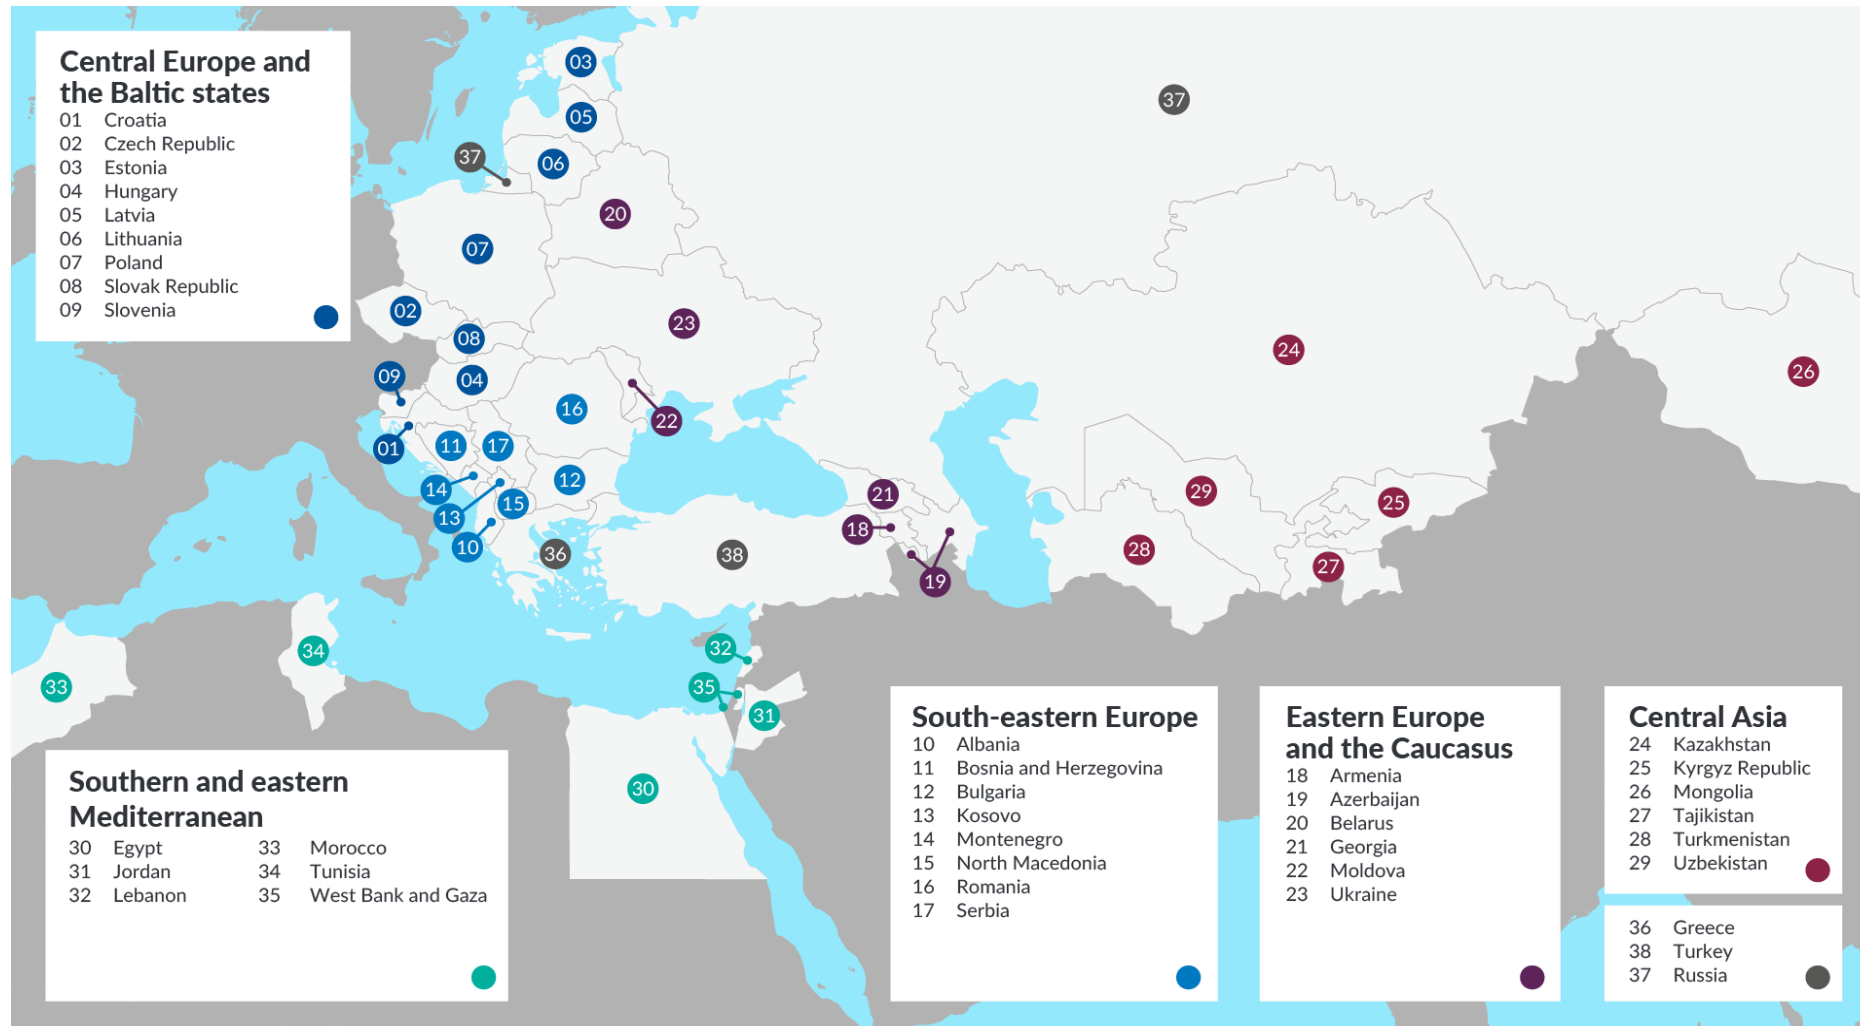 Central Europe and
the Baltic states
01 Croatia
02 Czech Republic
03 Estonia
04 Hungary
05 Latvia
06 Lithuania
07 Poland
08 Slovak Republic
09 Slovenia
03
37
05
37
06
20
07
02
23
08
24
09
04
26
16
22
01
11
17
14
12
29
21
25
13
15
18
10
36
38
28
27
19
32
34
33
35
31
30
Southern and eastern
Mediterranean
30 Egypt
31 Jordan
32 Lebanon
33 Morocco
34 Tunisia
35 West Bank and Gaza
South-eastern Europe
10 Albania
11 Bosnia and Herzegovina
12 Bulgaria
13 Kosovo
14 Montenegro
15 North Macedonia
16 Romania
17 Serbia
Eastern Europe
and the Caucasus
18 Armenia
19 Azerbaijan
20 Belarus
21 Georgia
22 Moldova
23 Ukraine
Central Asia
24 Kazakhstan
25 Kyrgyz Republic
26 Mongolia
27 Tajikistan
28 Turkmenistan
29 Uzbekistan
36 Greece
38 Turkey
37 Russia